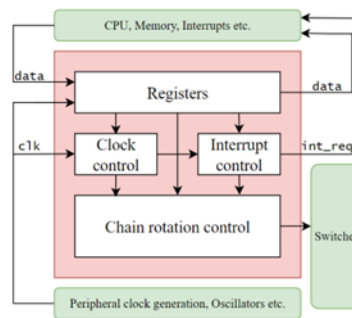 CPU, Memory, Interrupts etc.
data
Registers
data
clk
Clock
control
Interrupt
control
int_req
Chain rotation control
Switche
Peripheral clock generation, Oscillators etc.